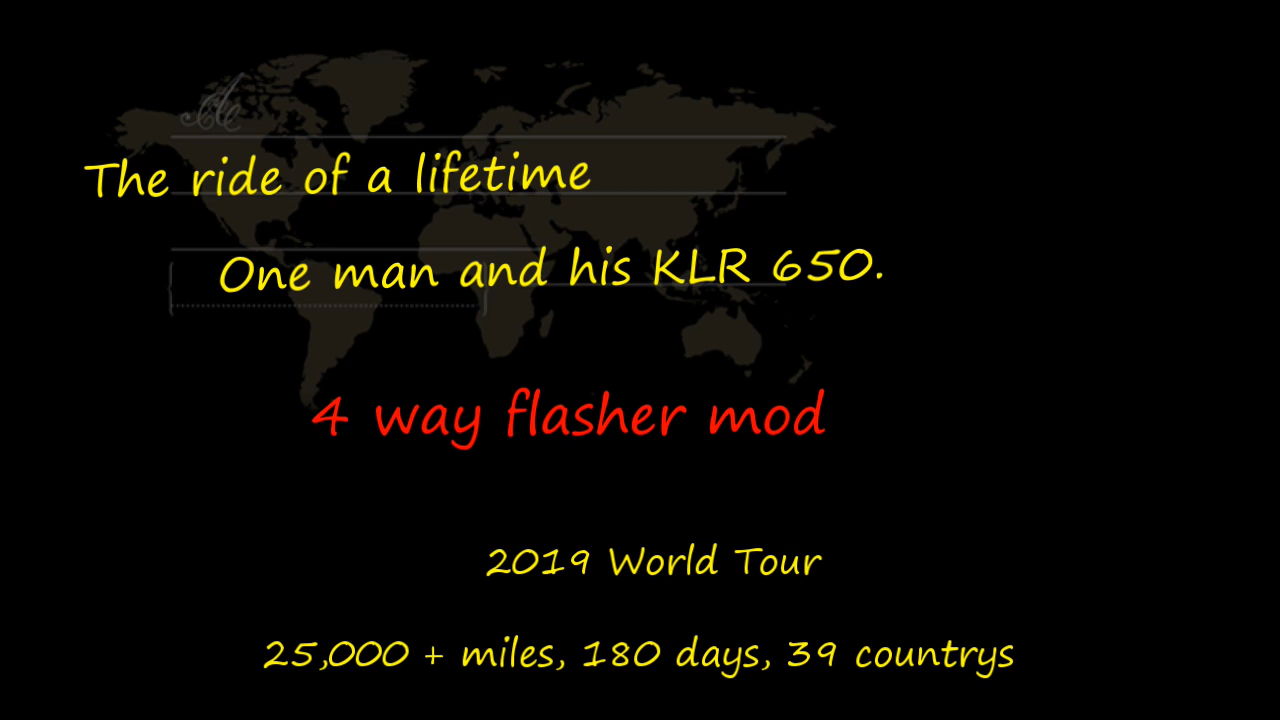 The ride of a lifetime
One man and his KLR 650.
4 way flasher mod
2019 World Tour
25,000 + miles, 180 days, 39 countrys